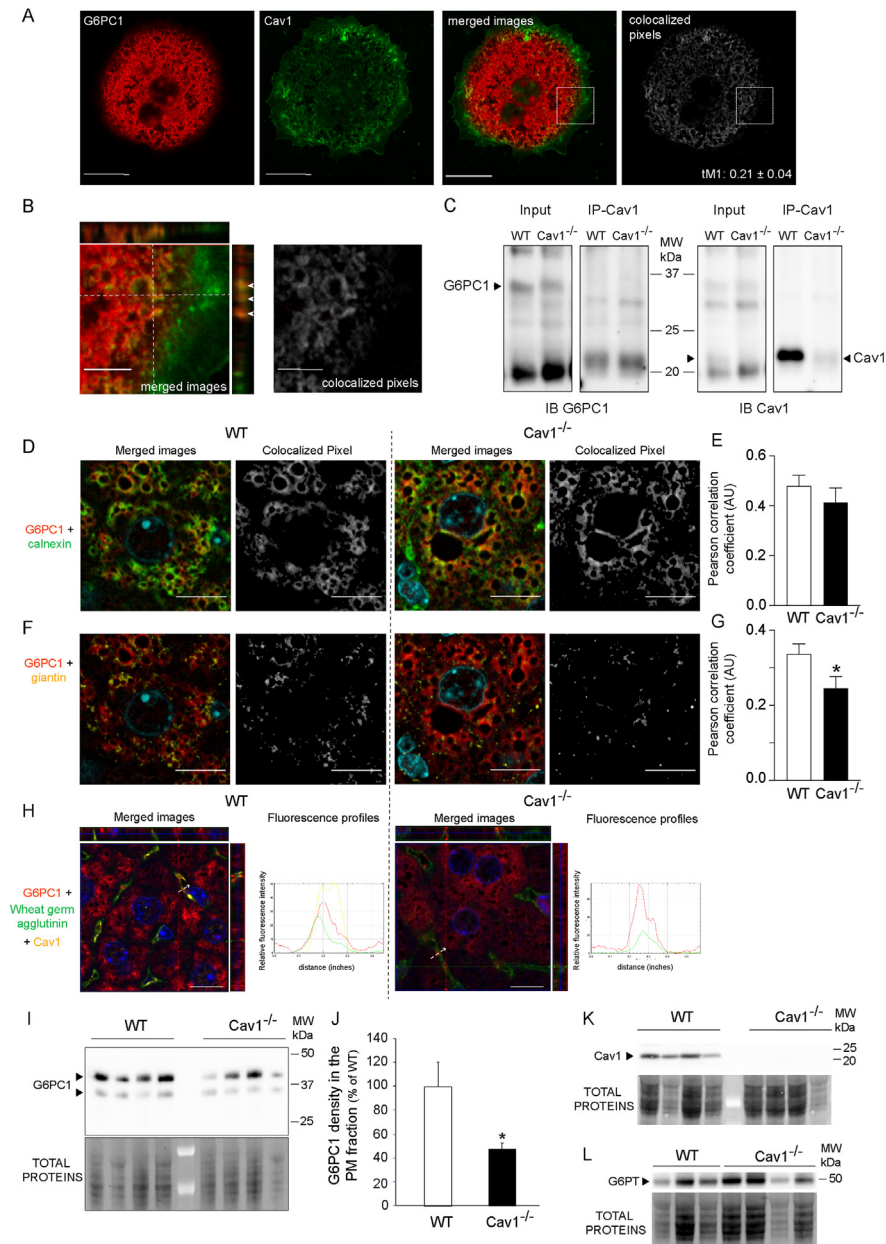 A
G6PC1
Cav1
merged images
colocalized
pixels
tM1: 0.21 ± 0.04
B
merged images
colocalized pixels
C
Input
IP-Cav1
MW
kDa
Input
IP-Cav1
WT Cav1-/-
WT Cav1-/-
WT Cav1-/-
WT Cav1-/-
G6PC1
37
25
20
Cav1
IB G6PC1
IB Cav1
WT
Cav1-/-
D
Merged images
Colocalized Pixel
Merged images
Colocalized Pixel
G6PC1 +
calnexin
E
Pearson correlation
coefficient (AU)
0.6
0.4
0.2
0.0
WT Cav1-/-
F
G6PC1 +
giantin
G
Pearson correlation
coefficient (AU)
0.4
0.2
0.0
*
WT Cav1-/-
H
WT
Cav1-/-
Merged images
Fluorescence profiles
Merged images
Fluorescence profiles
G6PC1 +
Wheat germ
agglutinin
+ Cav1
Relative fluorescence intensity
distance (inches)
Relative fluorescence intensity
distance (inches)
I
WT
Cav1-/-
MW
kDa
50
37
25
G6PC1
TOTAL
PROTEINS
J
G6PC1 density in the
PM fraction (% of WT)
140
120
100
80
60
40
20
0
*
WT
Cav1-/-
K
WT
Cav1-/-
MW
kDa
Cav1
25
20
TOTAL
PROTEINS
L
WT
Cav1-/-
MW
kDa
G6PT
50
TOTAL
PROTEINS